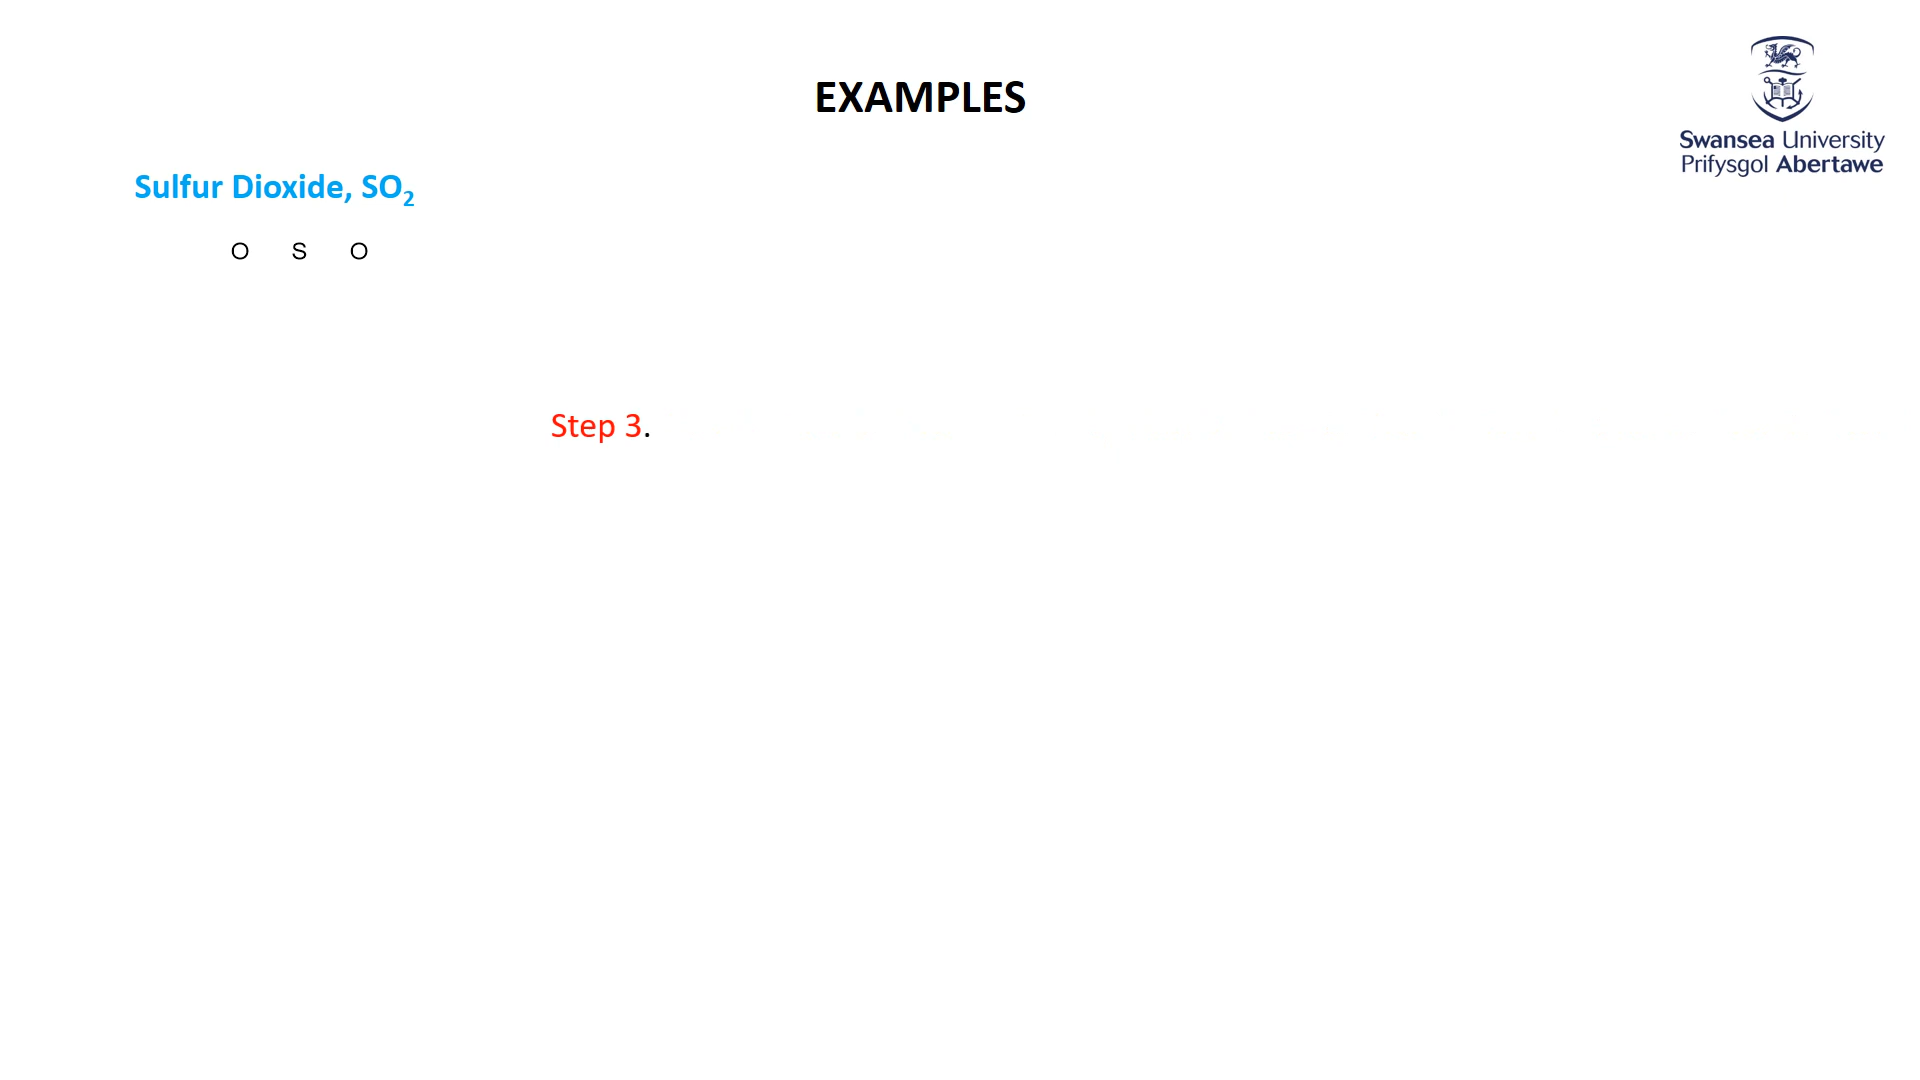 EXAMPLES
Swansea University
Prifysgol Abertawe
Sulfur Dioxide, SO₂
O S O
Step 3.